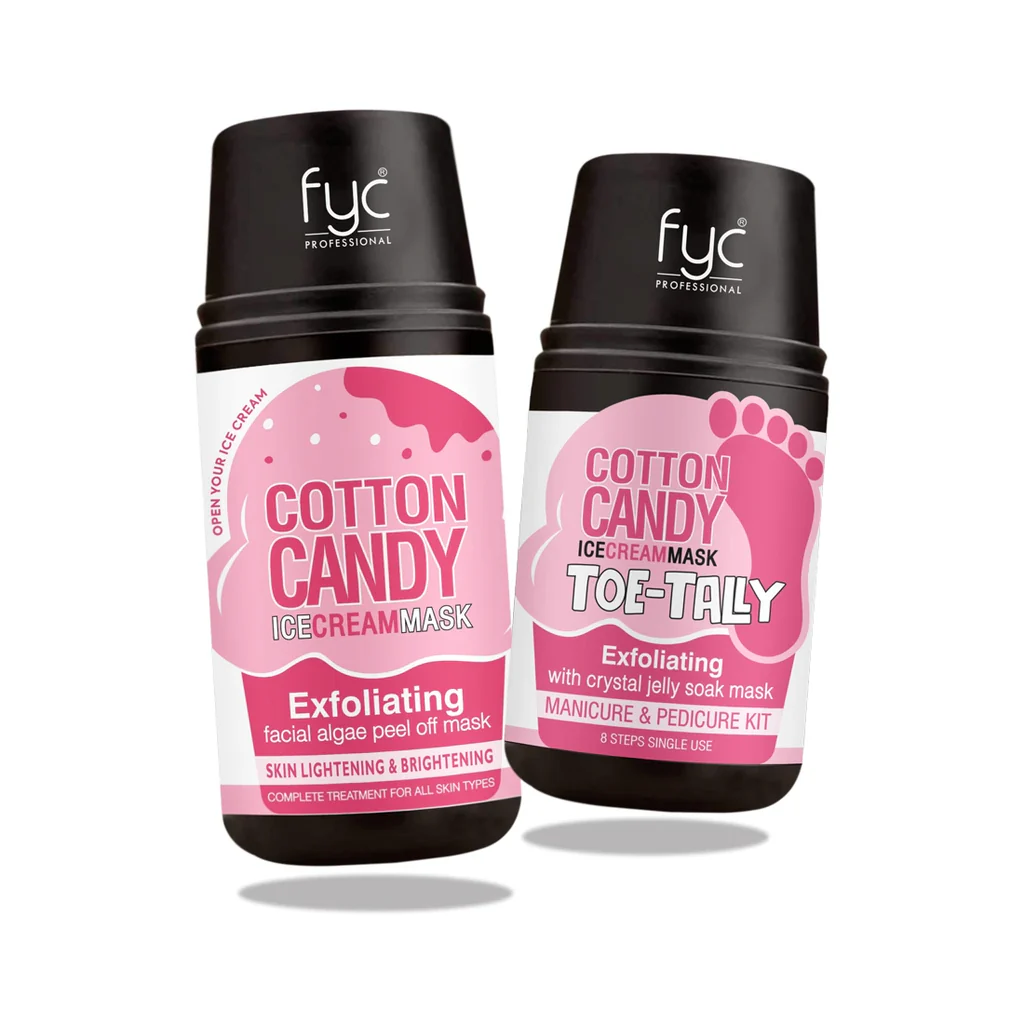 fyc®
PROFESSIONAL
OPEN YOUR ICE CREAM
COTTON
CANDY
ICECREAMMASK
Exfoliating
facial algae peel off mask
SKIN LIGHTENING & BRIGHTENING
COMPLETE TREATMENT FOR ALL SKIN TYPES
fyc®
PROFESSIONAL
COTTON
CANDY
ICECREAMMASK
TOE-TALLY
Exfoliating
with crystal jelly soak mask
MANICURE & PEDICURE KIT
8 STEPS SINGLE USE